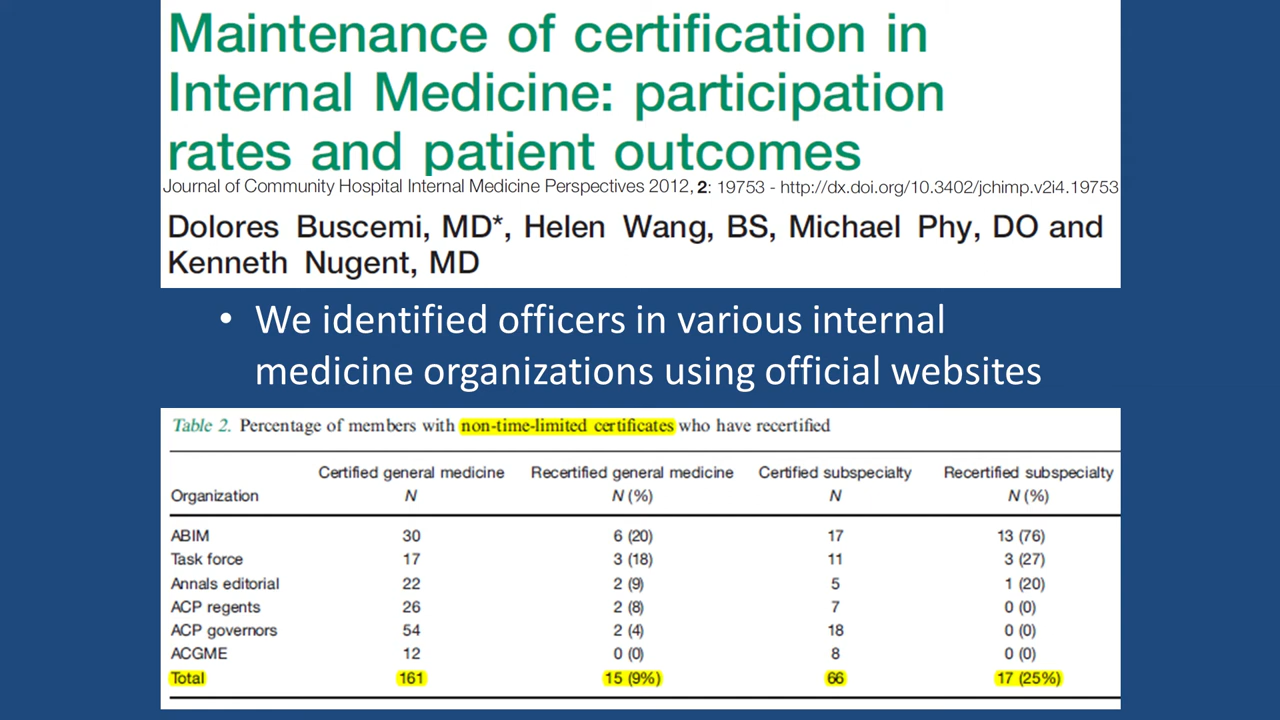 Maintenance of certification in
Internal Medicine: participation
rates and patient outcomes
Journal of Community Hospital Internal Medicine Perspectives 2012, 2: 19753 - http://dx.doi.org/10.3402/jchimp.v2i4.19753
Dolores Buscemi, MD*, Helen Wang, BS, Michael Phy, DO and
Kenneth Nugent, MD
• We identified officers in various internal
medicine organizations using official websites
Table 2. Percentage of members with non-time-limited certificates who have recertified
Certified general medicine Recertified general medicine Certified subspecialty Recertified subspecialty
Organization N N (%) N N (%)
ABIM 30 6 (20) 17 13 (76)
Task force 17 3 (18) 11 3 (27)
Annals editorial 22 2 (9) 5 1 (20)
ACP regents 26 2 (8) 7 0 (0)
ACP governors 54 2 (4) 18 0 (0)
ACGME 12 0 (0) 8 0 (0)
Total 161 15 (9%) 66 17 (25%)